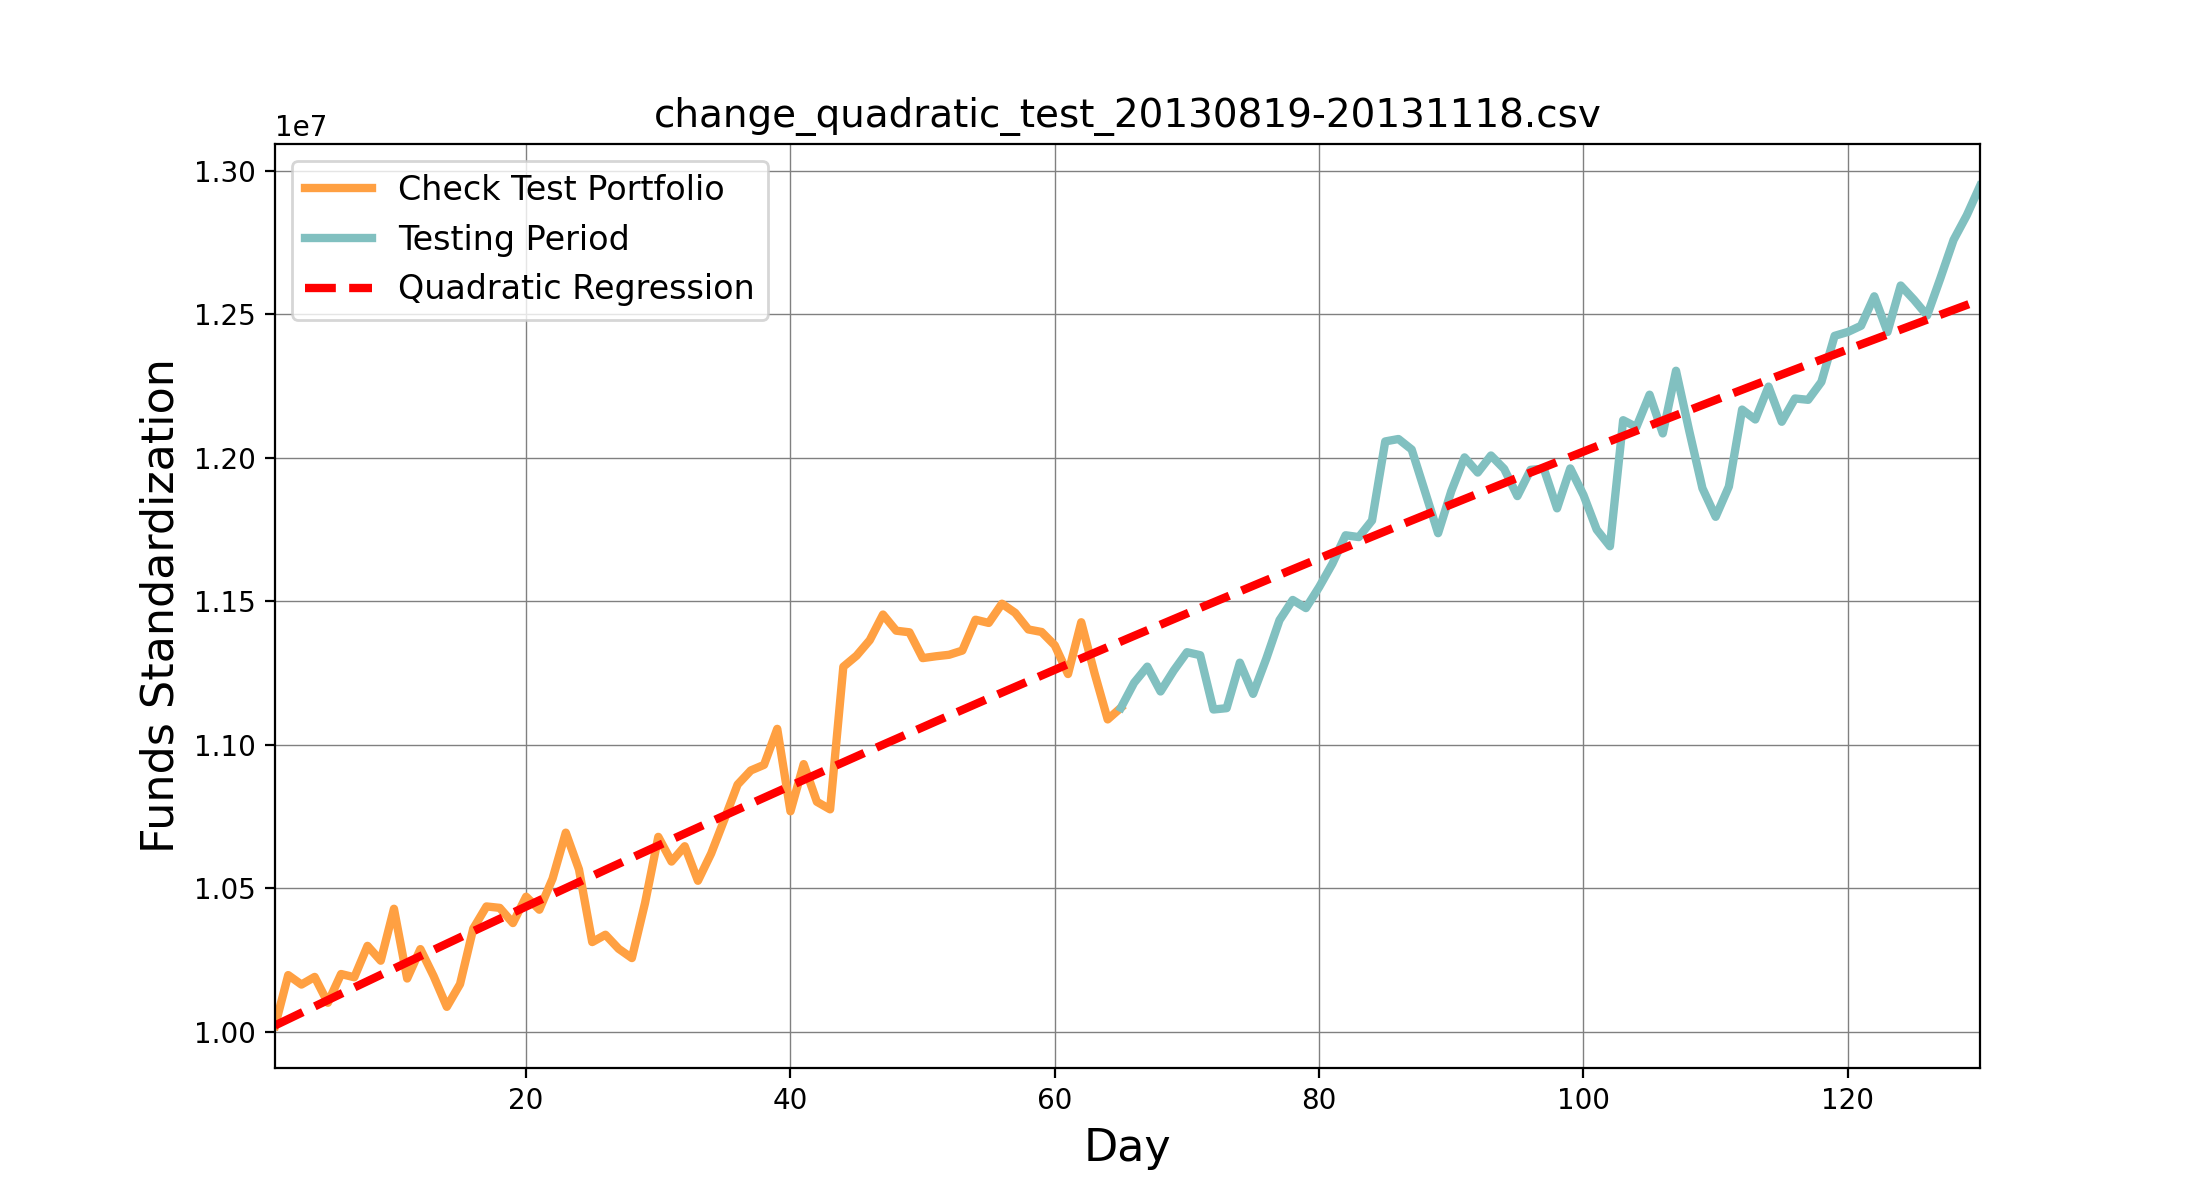 change_quadratic_test_20130819-20131118.csv
1e7
Check Test Portfolio
Testing Period
Quadratic Regression
1.30
1.25
1.20
1.15
1.10
1.05
1.00
Funds Standardization
20 40 60 80 100 120
Day